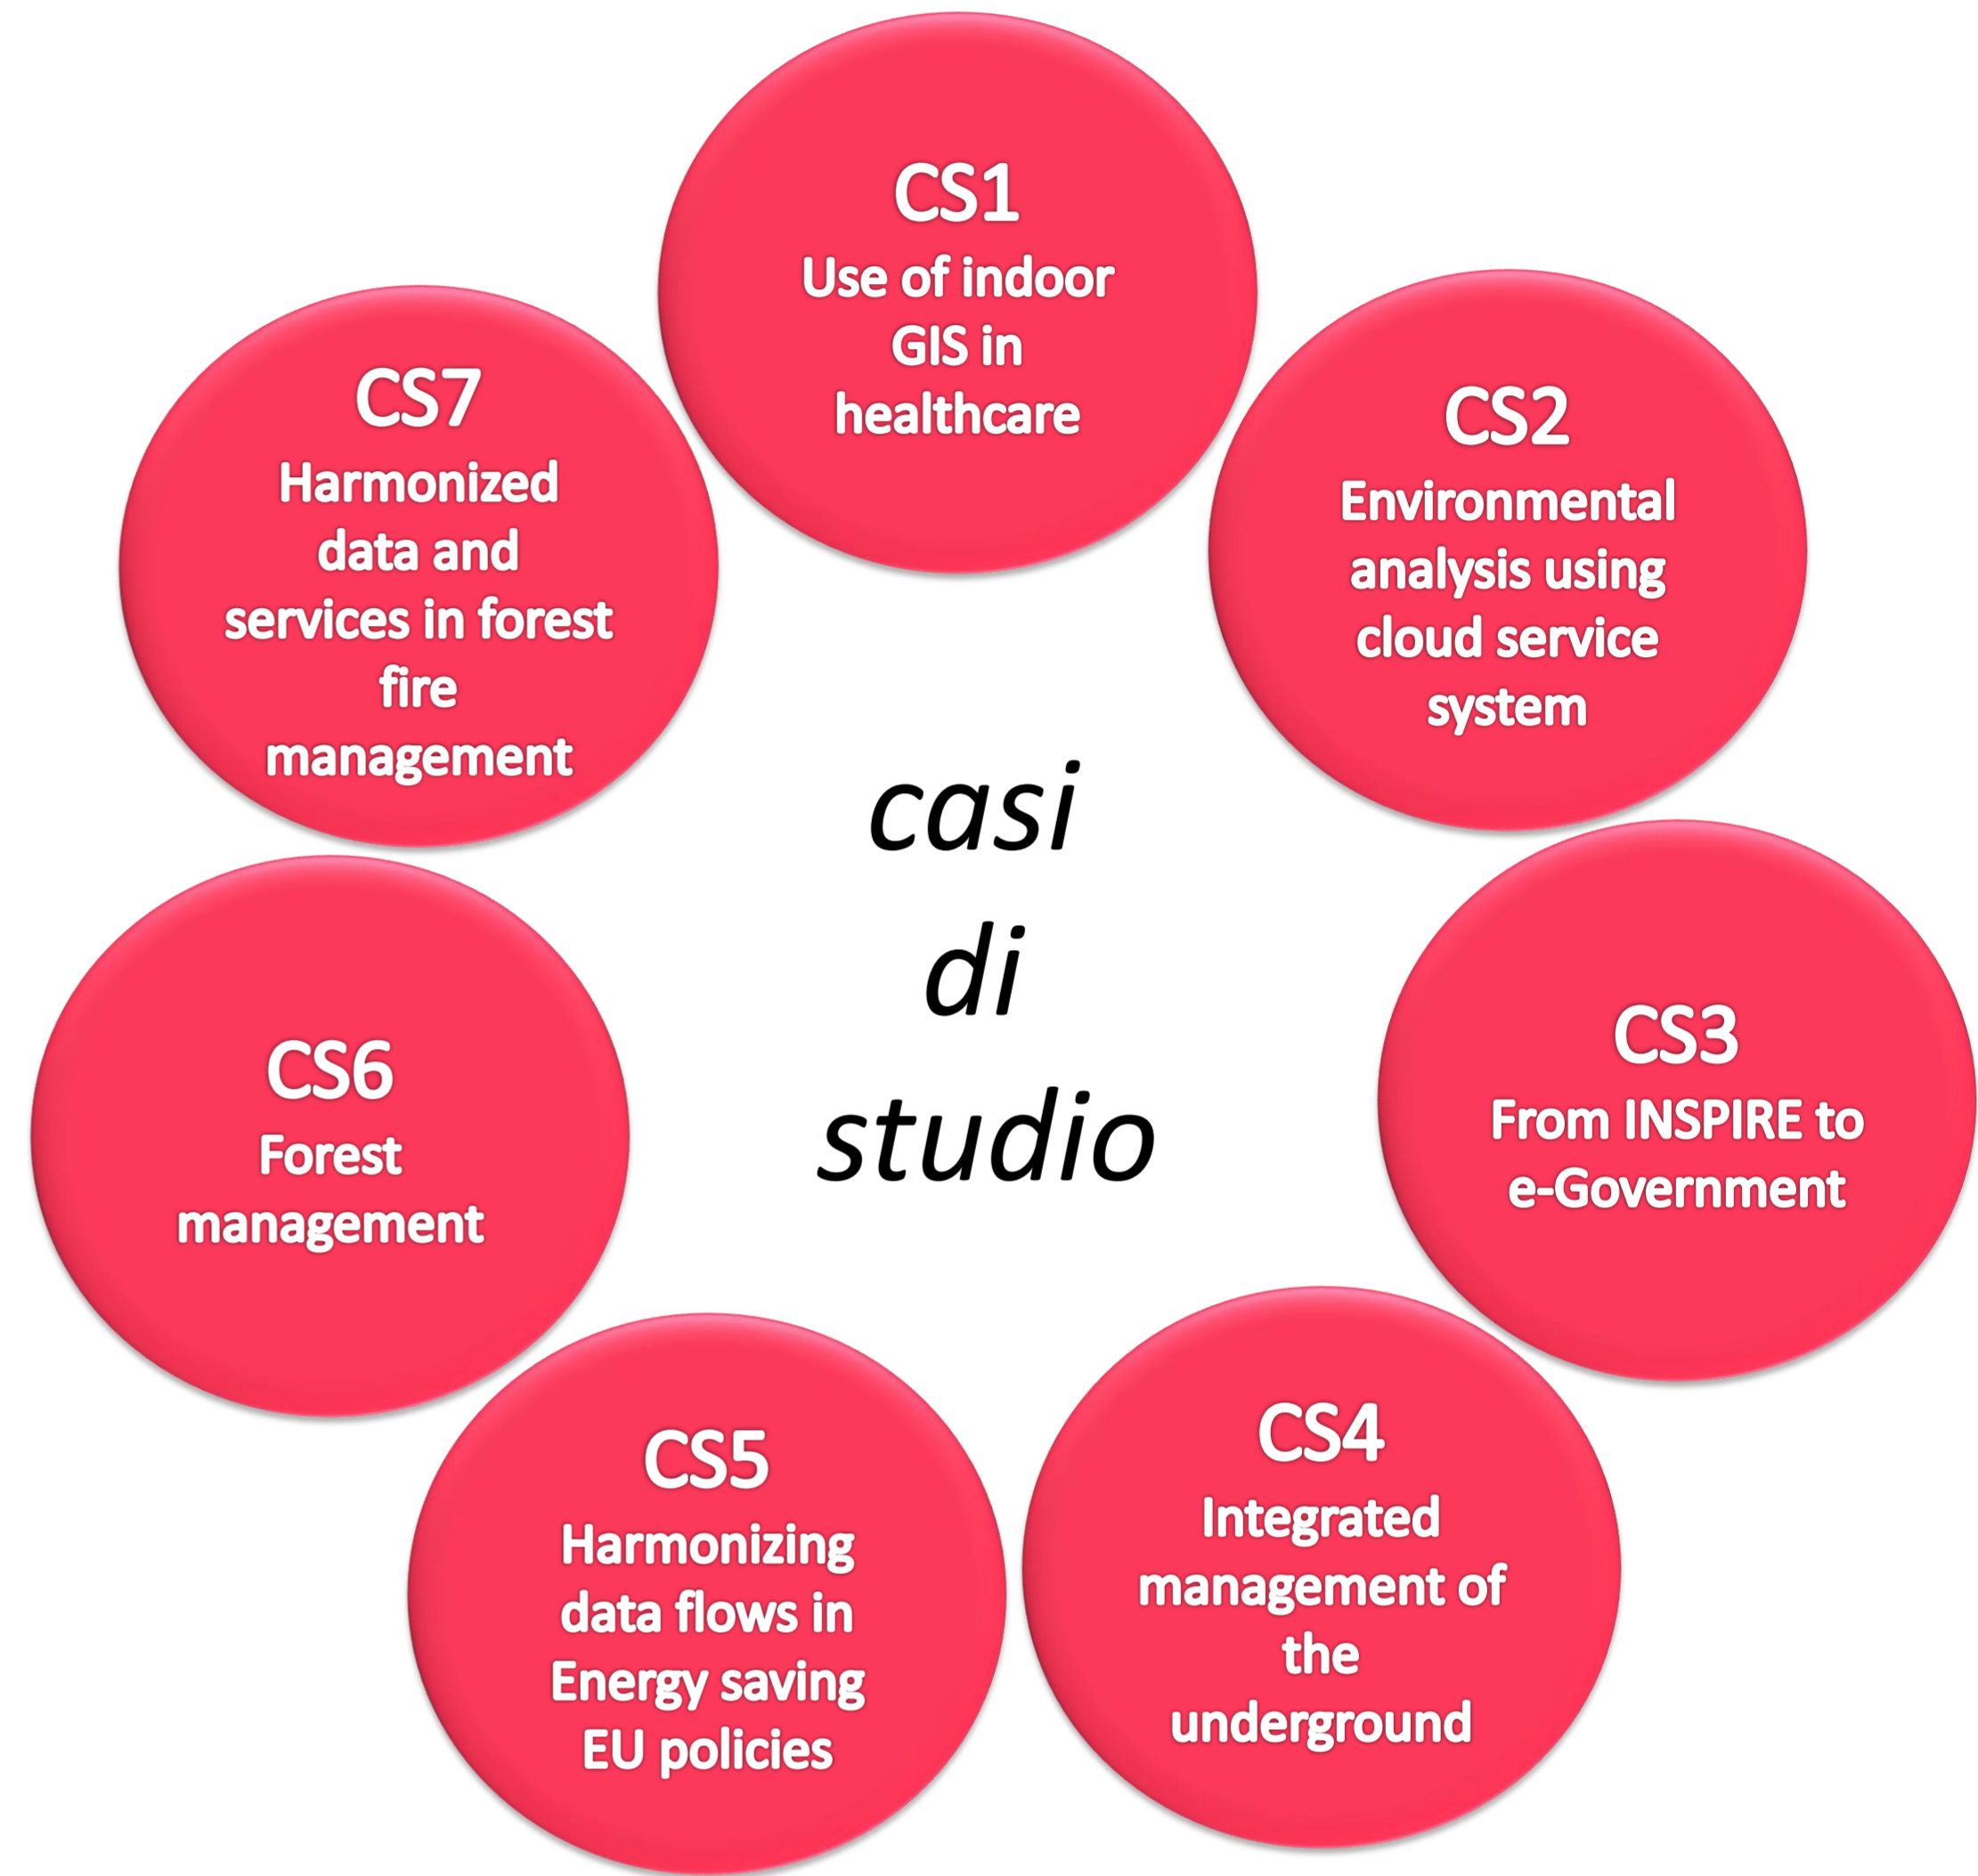 CS1
Use of indoor
GIS in
healthcare
CS2
Environmental
analysis using
cloud service
system
CS3
From INSPIRE to
e-Government
CS4
Integrated
management of
the
underground
CS5
Harmonizing
data flows in
Energy saving
EU policies
CS6
Forest
management
CS7
Harmonized
data and
services in forest
fire
management
casi
di
studio